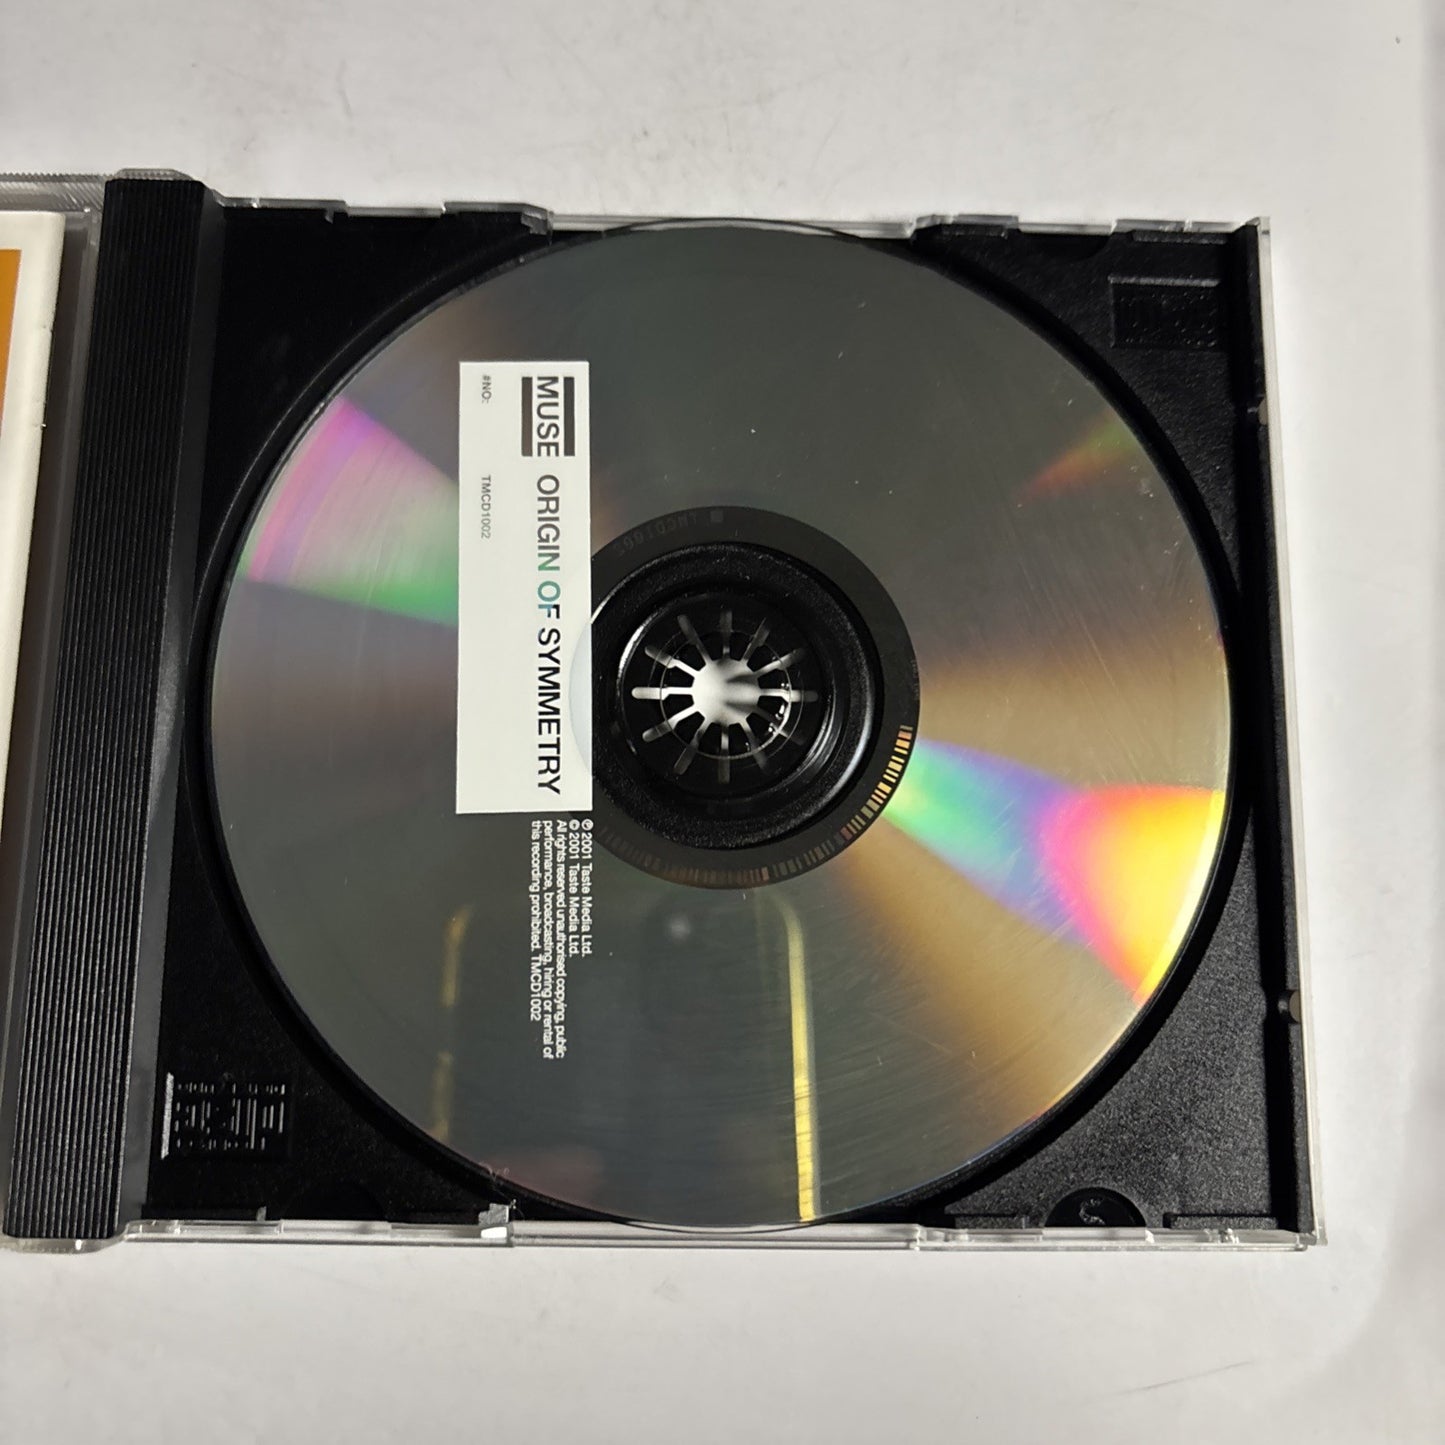 MUSE ORIGIN OF SYMMETRY
#NO: TMCD1002
℗ 2001 Taste Media Ltd.
© 2001 Taste Media Ltd.
All rights reserved unauthorised copying, public
performance, broadcasting, hiring or rental of
this recording prohibited. TMCD1002